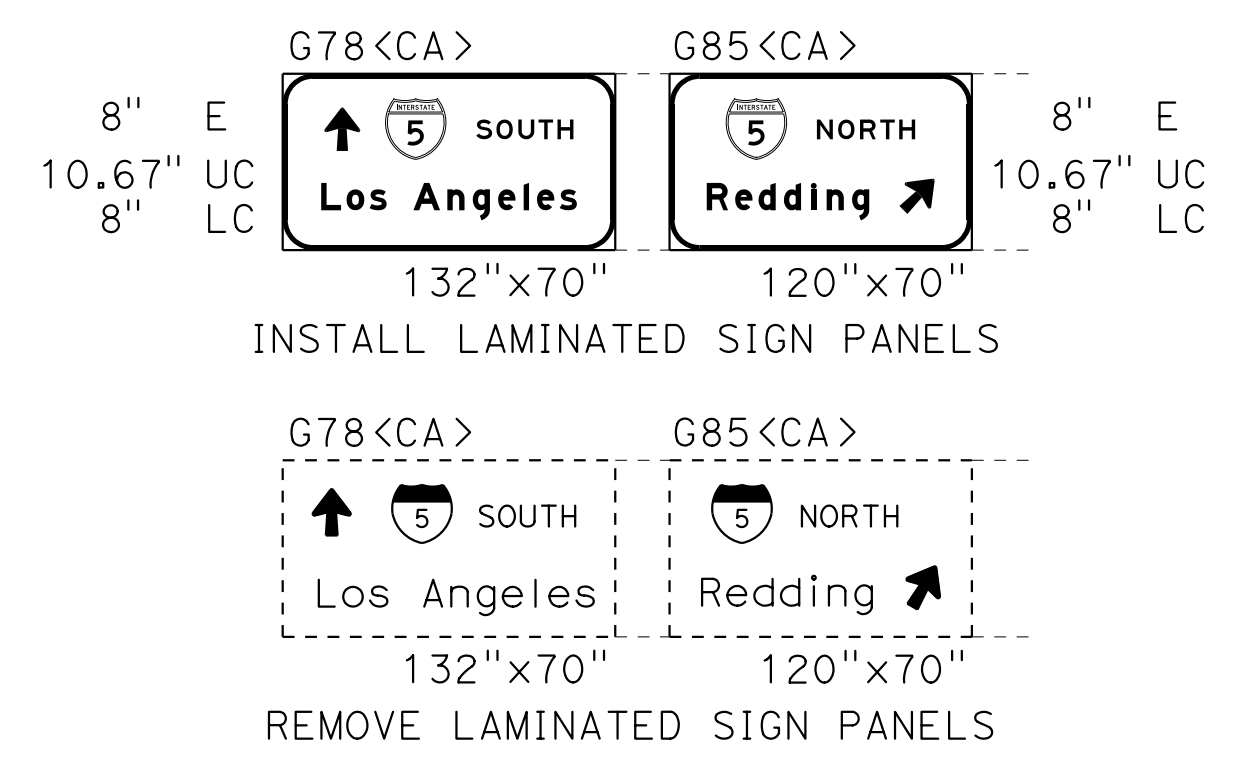 G78<CA> G85<CA>
8" E INTERSTATE 5 SOUTH INTERSTATE 5 NORTH 8" E
10.67" UC Los Angeles Redding 10.67" UC
8" LC 8" LC
132"x70" 120"x70"
INSTALL LAMINATED SIGN PANELS
G78<CA> G85<CA>
5 SOUTH 5 NORTH
Los Angeles Redding
132"x70" 120"x70"
REMOVE LAMINATED SIGN PANELS